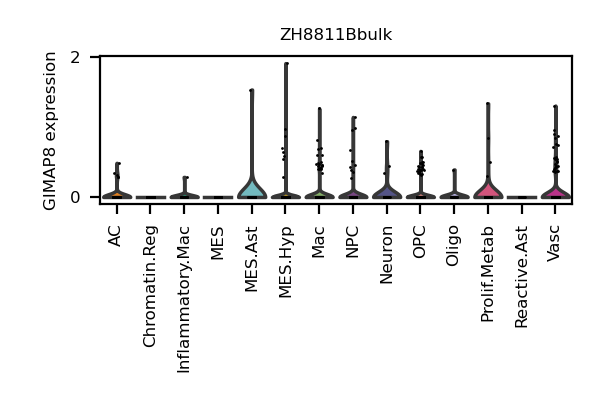 ZH8811Bbulk
GIMAP8 expression
2
0
AC
Chromatin.Reg
Inflammatory.Mac
MES
MES.Ast
MES.Hyp
Mac
NPC
Neuron
OPC
Oligo
Prolif.Metab
Reactive.Ast
Vasc